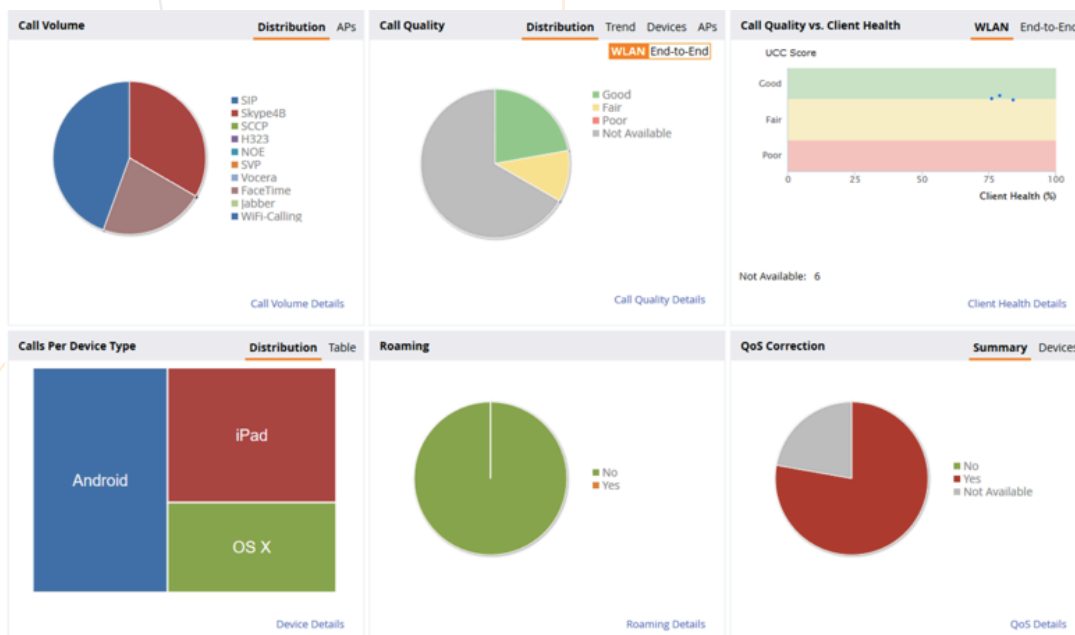 Call Volume
Distribution APs
SIP
Skype4B
SCCP
H323
NOE
SVP
Vocera
FaceTime
Jabber
WiFi-Calling
Call Volume Details
Call Quality
Distribution Trend Devices APs
WLAN End-to-End
Good
Fair
Poor
Not Available
Call Quality Details
Call Quality vs. Client Health
WLAN End-to-End
UCC Score
Good
Fair
Poor
0 25 50 75 100
Client Health (%)
Not Available: 6
Client Health Details
Calls Per Device Type
Distribution Table
Android
iPad
OS X
Device Details
Roaming
No
Yes
Roaming Details
QoS Correction
Summary Devices
No
Yes
Not Available
QoS Details